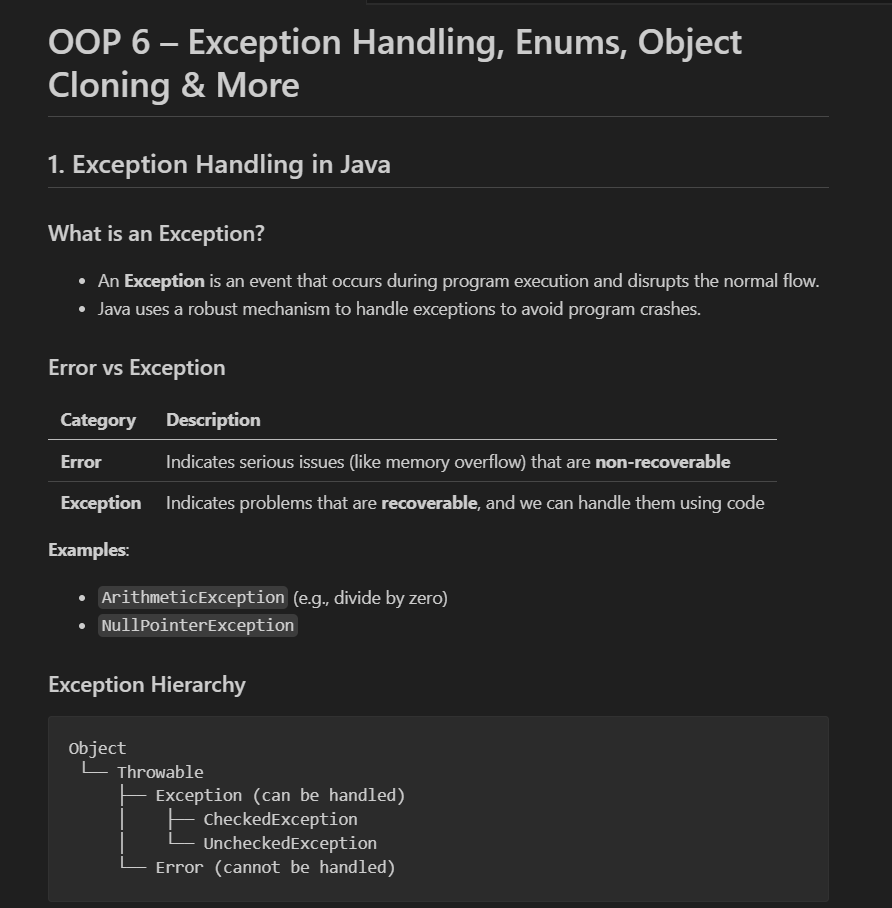 OOP 6 – Exception Handling, Enums, Object
Cloning & More
1. Exception Handling in Java
What is an Exception?
• An Exception is an event that occurs during program execution and disrupts the normal flow.
• Java uses a robust mechanism to handle exceptions to avoid program crashes.
Error vs Exception
Category Description
Error Indicates serious issues (like memory overflow) that are non-recoverable
Exception Indicates problems that are recoverable, and we can handle them using code
Examples:
• ArithmeticException (e.g., divide by zero)
• NullPointerException
Exception Hierarchy
Object
└── Throwable
├── Exception (can be handled)
│ ├── CheckedException
│ └── UncheckedException
└── Error (cannot be handled)